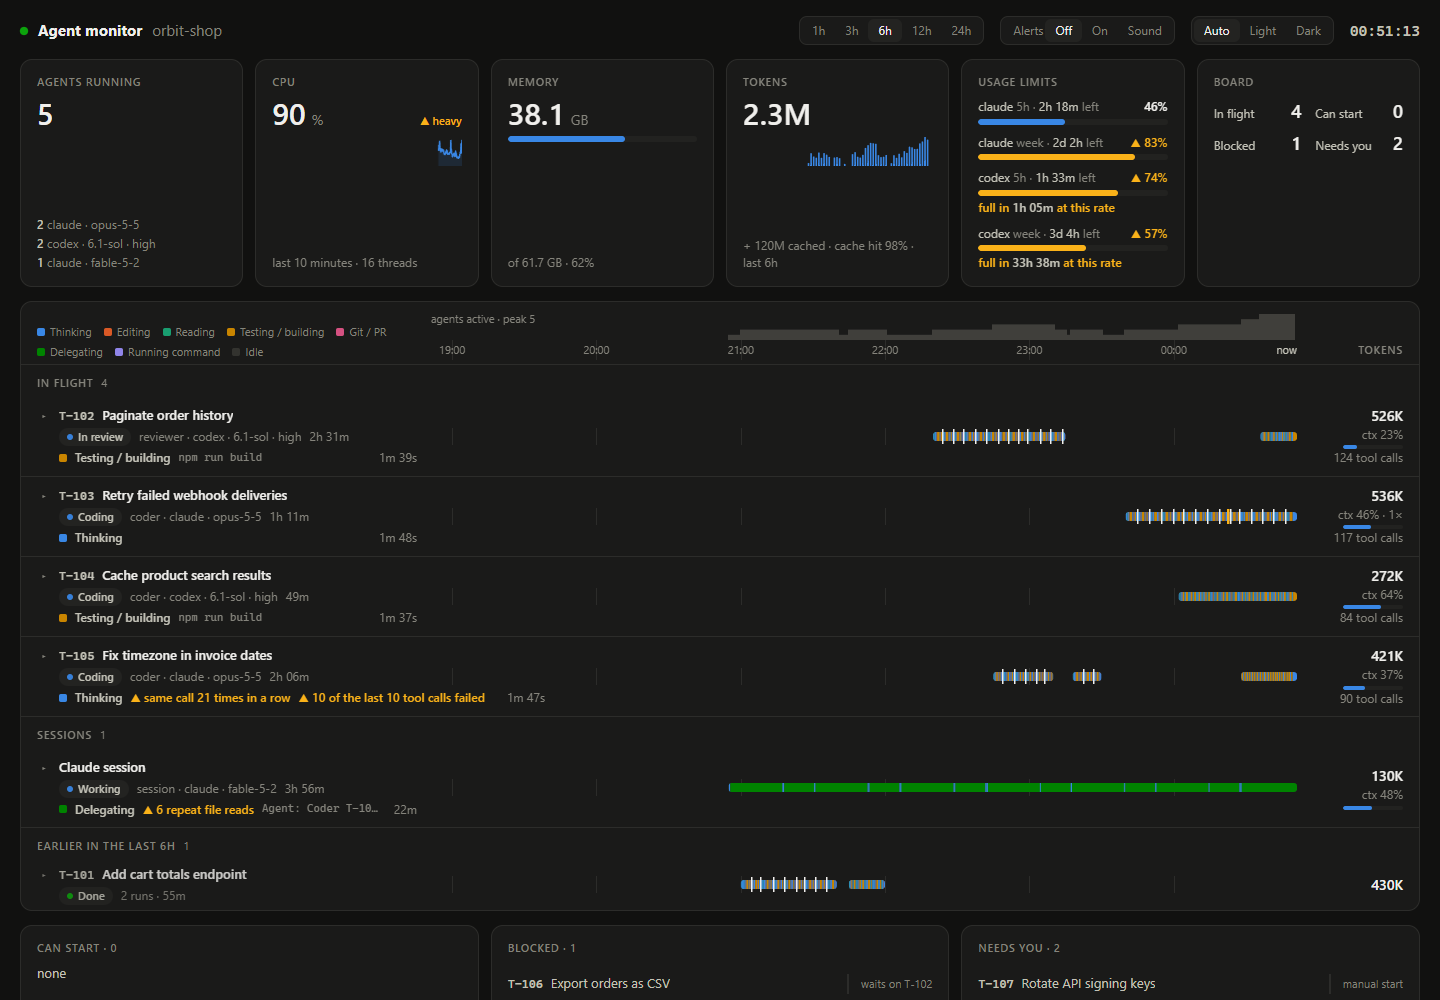 Agent monitor orbit-shop
1h 3h 6h 12h 24h
Alerts Off On Sound
Auto Light Dark
00:51:13
AGENTS RUNNING
5
2 claude · opus-5-5
2 codex · 6.1-sol · high
1 claude · fable-5-2
CPU
90 %
▲ heavy
last 10 minutes · 16 threads
MEMORY
38.1 GB
of 61.7 GB · 62%
TOKENS
2.3M
+ 120M cached · cache hit 98% ·
last 6h
USAGE LIMITS
claude 5h · 2h 18m left 46%
claude week · 2d 2h left ▲ 83%
codex 5h · 1h 33m left ▲ 74%
full in 1h 05m at this rate
codex week · 3d 4h left ▲ 57%
full in 33h 38m at this rate
BOARD
In flight 4 Can start 0
Blocked 1 Needs you 2
Thinking Editing Reading Testing / building Git / PR
Delegating Running command Idle
agents active · peak 5
19:00 20:00 21:00 22:00 23:00 00:00 now
TOKENS
IN FLIGHT 4
T-102 Paginate order history
In review reviewer · codex · 6.1-sol · high 2h 31m
Testing / building npm run build 1m 39s
526K
ctx 23%
124 tool calls
T-103 Retry failed webhook deliveries
Coding coder · claude · opus-5-5 1h 11m
Thinking 1m 48s
536K
ctx 46% · 1×
117 tool calls
T-104 Cache product search results
Coding coder · codex · 6.1-sol · high 49m
Testing / building npm run build 1m 37s
272K
ctx 64%
84 tool calls
T-105 Fix timezone in invoice dates
Coding coder · claude · opus-5-5 2h 06m
Thinking ▲ same call 21 times in a row ▲ 10 of the last 10 tool calls failed 1m 47s
421K
ctx 37%
90 tool calls
SESSIONS 1
Claude session
Working session · claude · fable-5-2 3h 56m
Delegating ▲ 6 repeat file reads Agent: Coder T-10… 22m
130K
ctx 48%
EARLIER IN THE LAST 6H 1
T-101 Add cart totals endpoint
Done 2 runs · 55m
430K
CAN START · 0
none
BLOCKED · 1
T-106 Export orders as CSV waits on T-102
NEEDS YOU · 2
T-107 Rotate API signing keys manual start